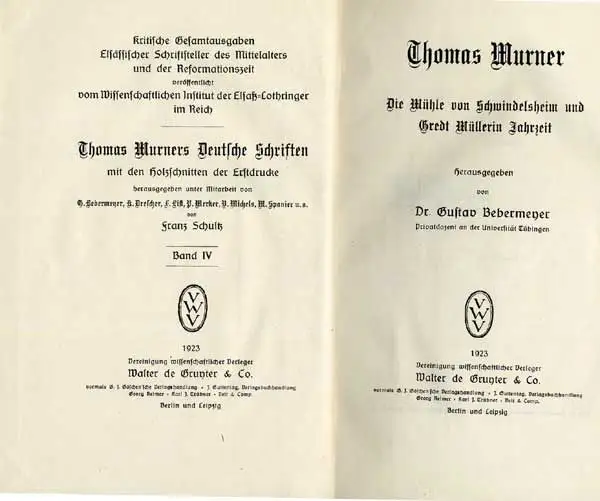 Kritische Gesamtausgaben
Elsässischer Schriftsteller des Mittelalters
und der Reformationszeit
veröffentlicht
vom Wissenschaftlichen Institut der Elsaß-Lothringer
im Reich
Thomas Murners Deutsche Schriften
mit den Holzschnitten der Erstdrucke
herausgegeben unter Mitarbeit von
G. Bebermeyer, K. Drescher, F. List, P. Merker, V. Michels, M. Spanier u. a.
von
Franz Schultz
Band IV
VWV
1923
Vereinigung wissenschaftlicher Verleger
Walter de Gruyter & Co.
vormals G. J. Göschen'sche Verlagshandlung · J. Guttentag, Verlagsbuchhandlung
Georg Reimer · Karl J. Trübner · Veit & Comp.
Berlin und Leipzig
Thomas Murner
Die Mühle von Schwindelsheim und
Gredt Müllerin Jahrzeit
Herausgegeben
von
Dr. Gustav Bebermeyer
Privatdozent an der Universität Tübingen
VWV
1923
Vereinigung wissenschaftlicher Verleger
Walter de Gruyter & Co.
vormals G. J. Göschen'sche Verlagshandlung · J. Guttentag, Verlagsbuchhandlung
Georg Reimer · Karl J. Trübner · Veit & Comp.
Berlin und Leipzig